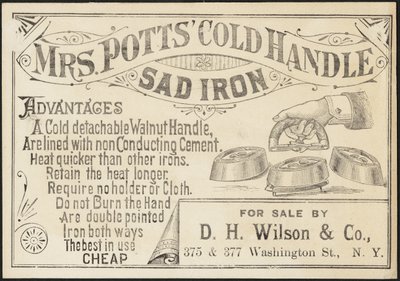 MRS. POTTS' COLD HANDLE
SAD IRON
ADVANTAGES
A Cold detachable Walnut Handle,
Are lined with non Conducting Cement.
Heat quicker than other irons.
Retain the heat longer.
Require no holder or Cloth.
Do not Burn the Hand
Are double pointed
Iron both ways
The best in use
CHEAP
FOR SALE BY
D. H. Wilson & Co.,
375 & 377 Washington St., N. Y.